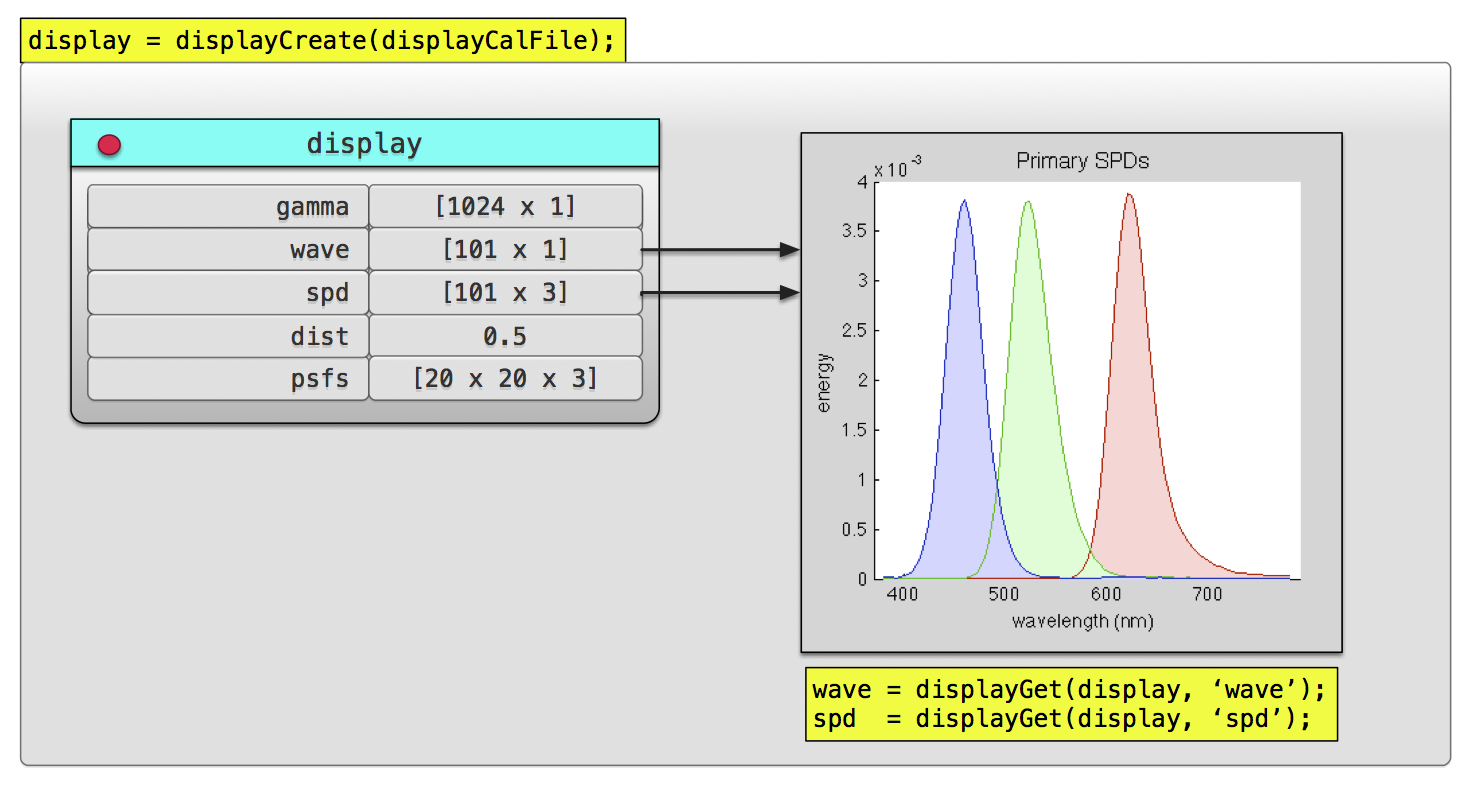 display = displayCreate(displayCalFile);
display
gamma [1024 x 1]
wave [101 x 1]
spd [101 x 3]
dist 0.5
psfs [20 x 20 x 3]
Primary SPDs
x 10⁻³
4
3.5
3
2.5
2
1.5
1
0.5
0
energy
400 500 600 700
wavelength (nm)
wave = displayGet(display, ‘wave’);
spd  = displayGet(display, ‘spd’);